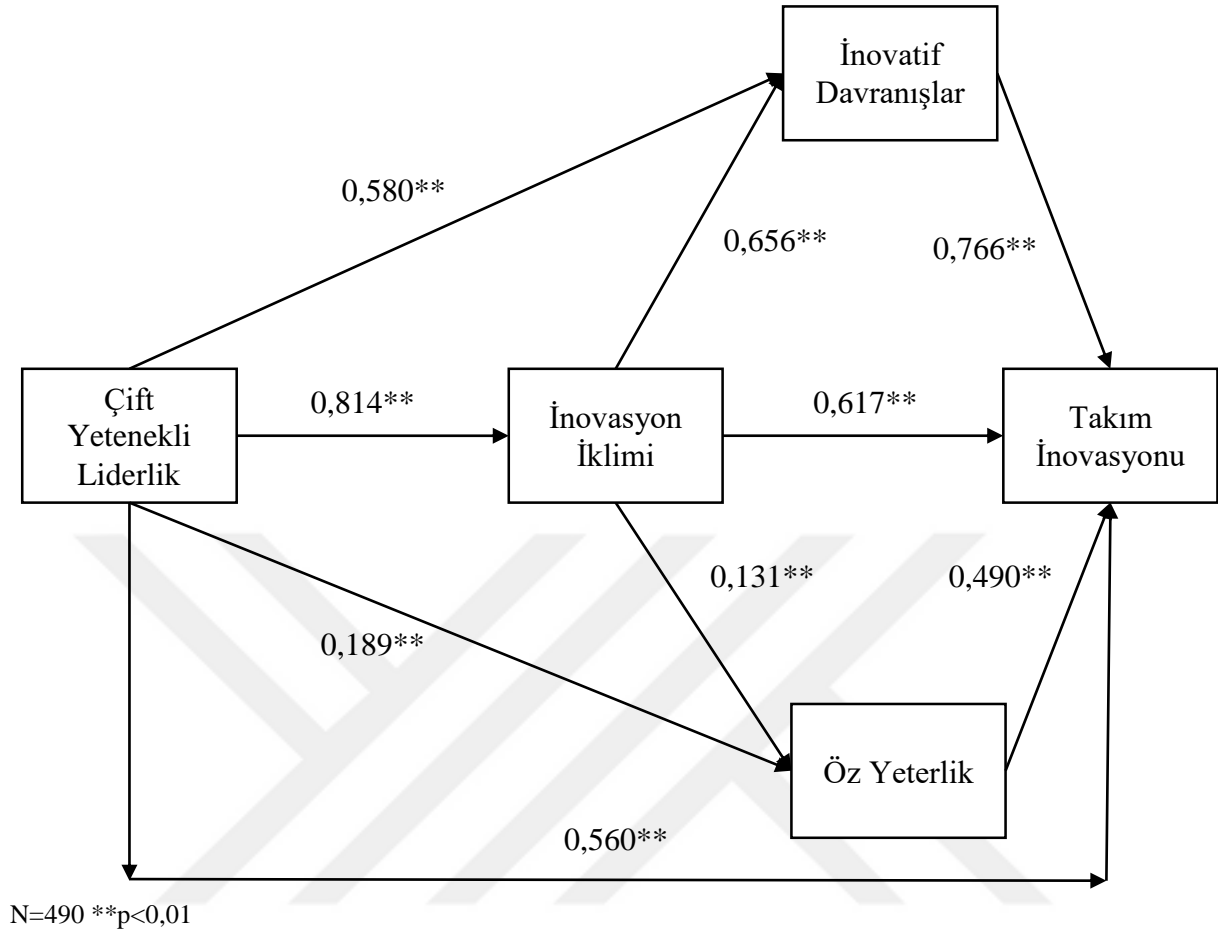 İnovatif
Davranışlar
0,580**
0,656**
0,766**
Çift
Yetenekli
Liderlik
0,814**
İnovasyon
İklimi
0,617**
Takım
İnovasyonu
0,131**
0,490**
0,189**
Öz Yeterlik
0,560**
N=490 **p<0,01